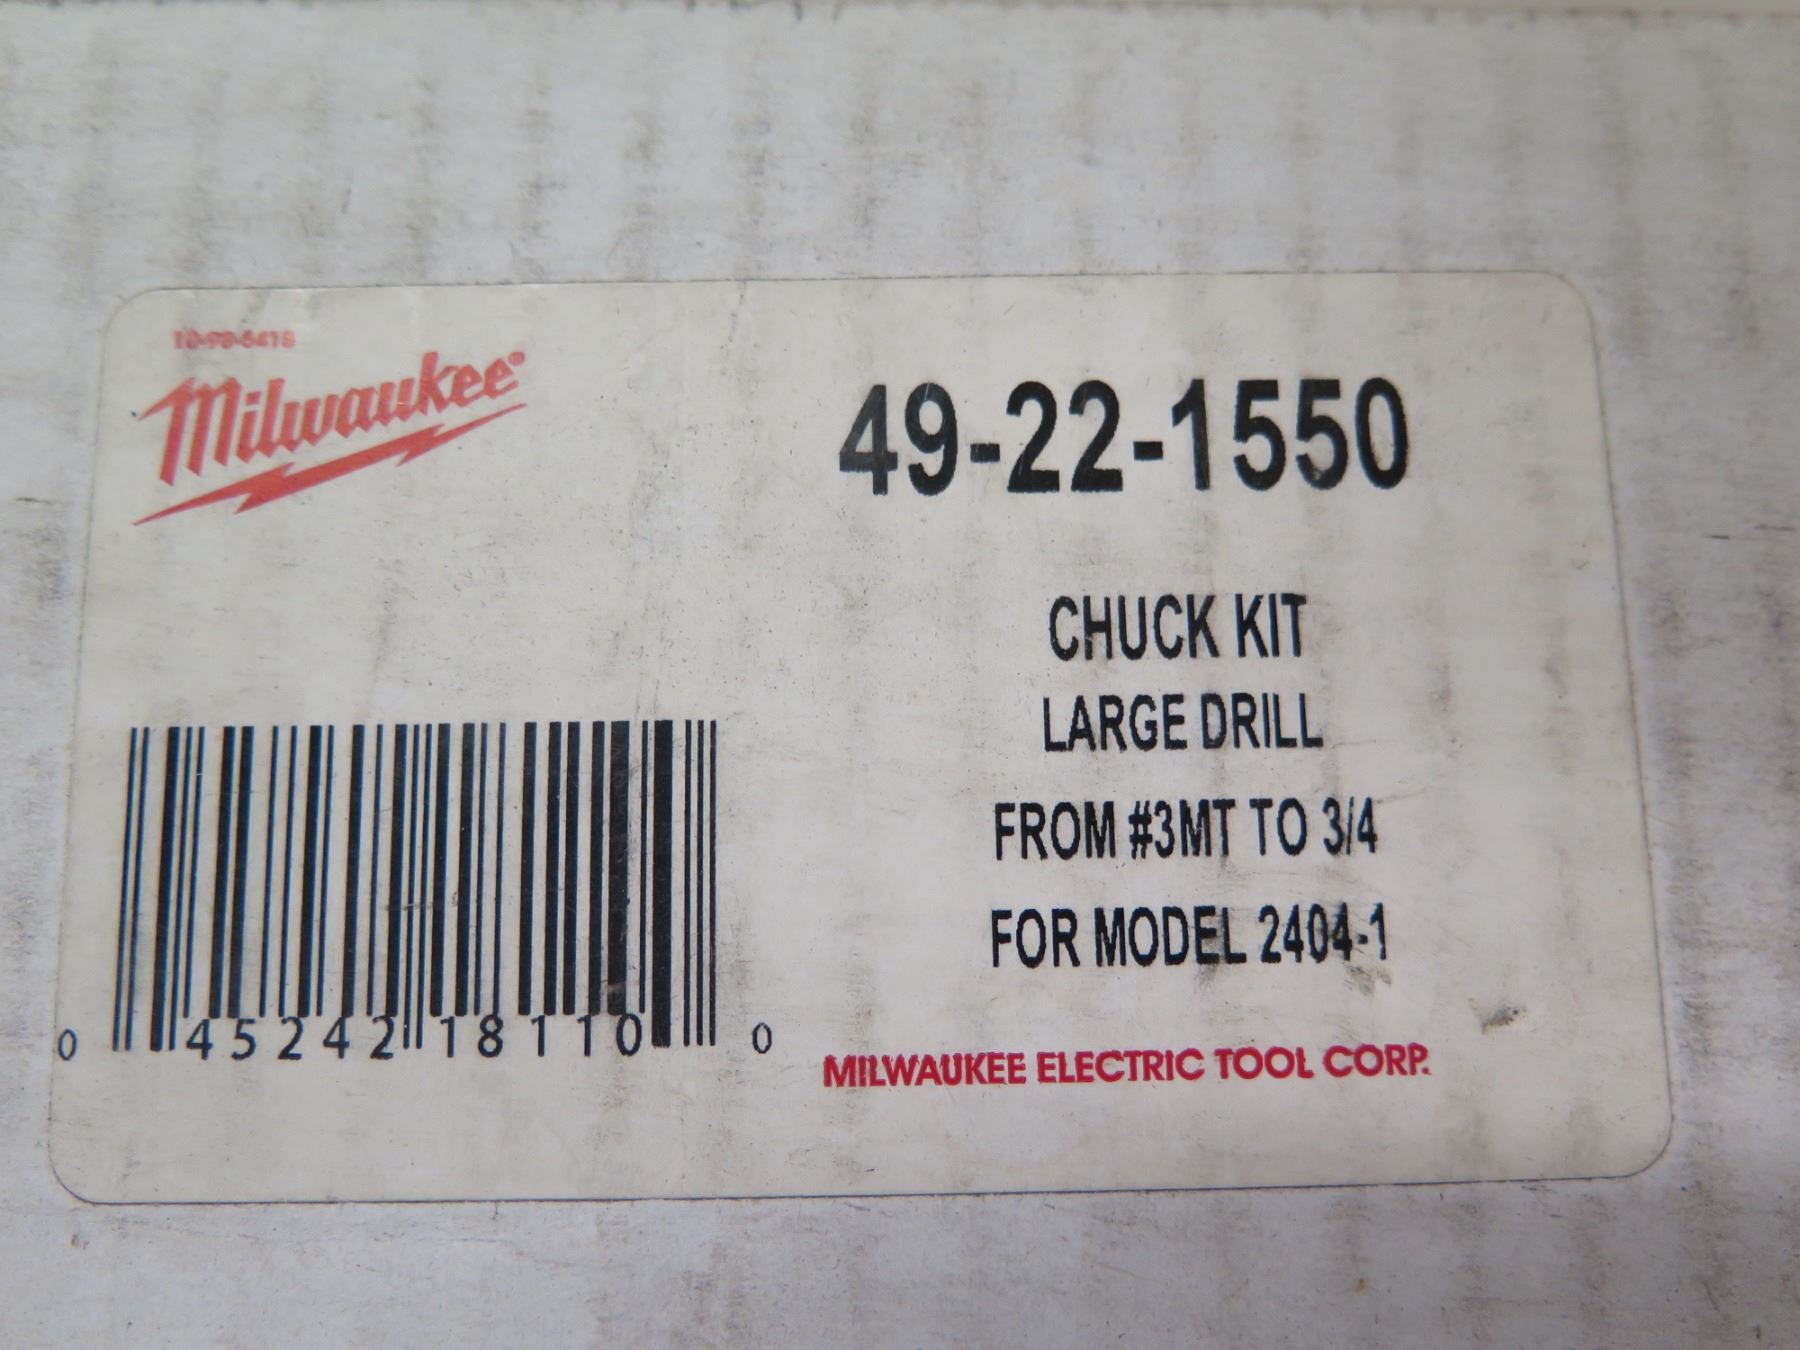 Milwaukee®
49-22-1550
CHUCK KIT
LARGE DRILL
FROM #3MT TO 3/4
FOR MODEL 2404-1
0 45242 18110 0
MILWAUKEE ELECTRIC TOOL CORP.